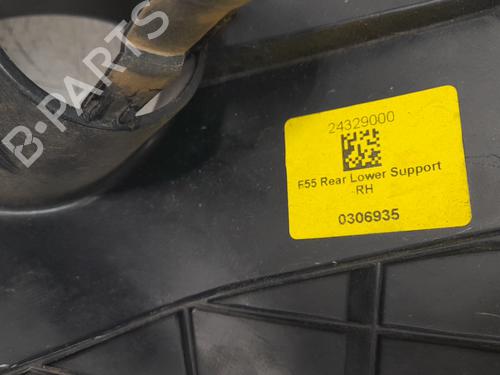 B-PARTS
24329000
F55 Rear Lower Support
RH
0306935